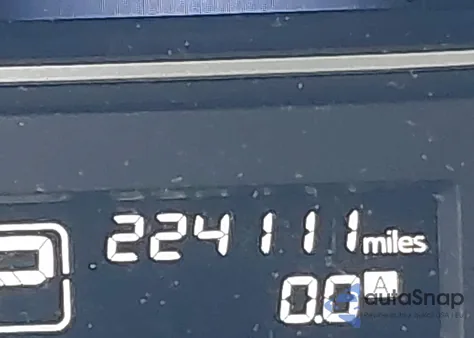 224111 miles
P
0.0 A
autoSnap